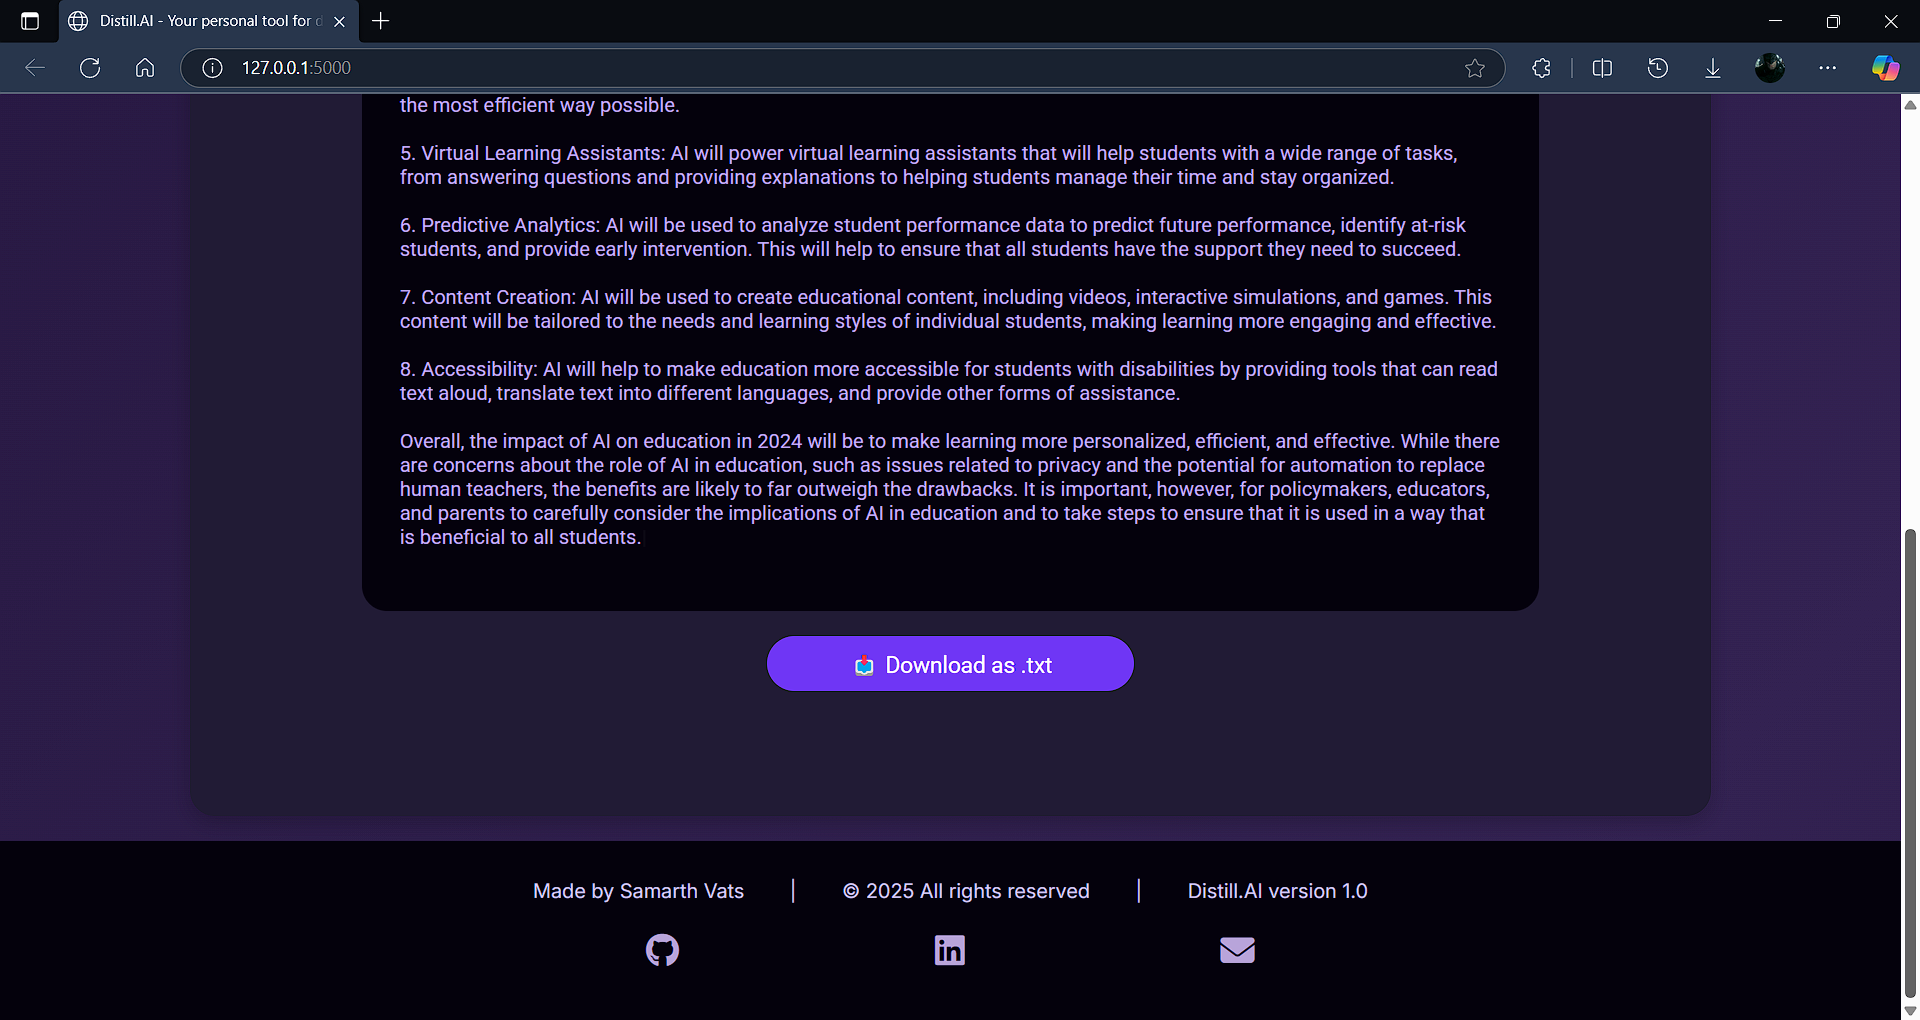 Distill.AI - Your personal tool for d
127.0.0.1:5000
the most efficient way possible.
5. Virtual Learning Assistants: AI will power virtual learning assistants that will help students with a wide range of tasks,
from answering questions and providing explanations to helping students manage their time and stay organized.
6. Predictive Analytics: AI will be used to analyze student performance data to predict future performance, identify at-risk
students, and provide early intervention. This will help to ensure that all students have the support they need to succeed.
7. Content Creation: AI will be used to create educational content, including videos, interactive simulations, and games. This
content will be tailored to the needs and learning styles of individual students, making learning more engaging and effective.
8. Accessibility: AI will help to make education more accessible for students with disabilities by providing tools that can read
text aloud, translate text into different languages, and provide other forms of assistance.
Overall, the impact of AI on education in 2024 will be to make learning more personalized, efficient, and effective. While there
are concerns about the role of AI in education, such as issues related to privacy and the potential for automation to replace
human teachers, the benefits are likely to far outweigh the drawbacks. It is important, however, for policymakers, educators,
and parents to carefully consider the implications of AI in education and to take steps to ensure that it is used in a way that
is beneficial to all students.
Download as .txt
Made by Samarth Vats | © 2025 All rights reserved | Distill.AI version 1.0
in